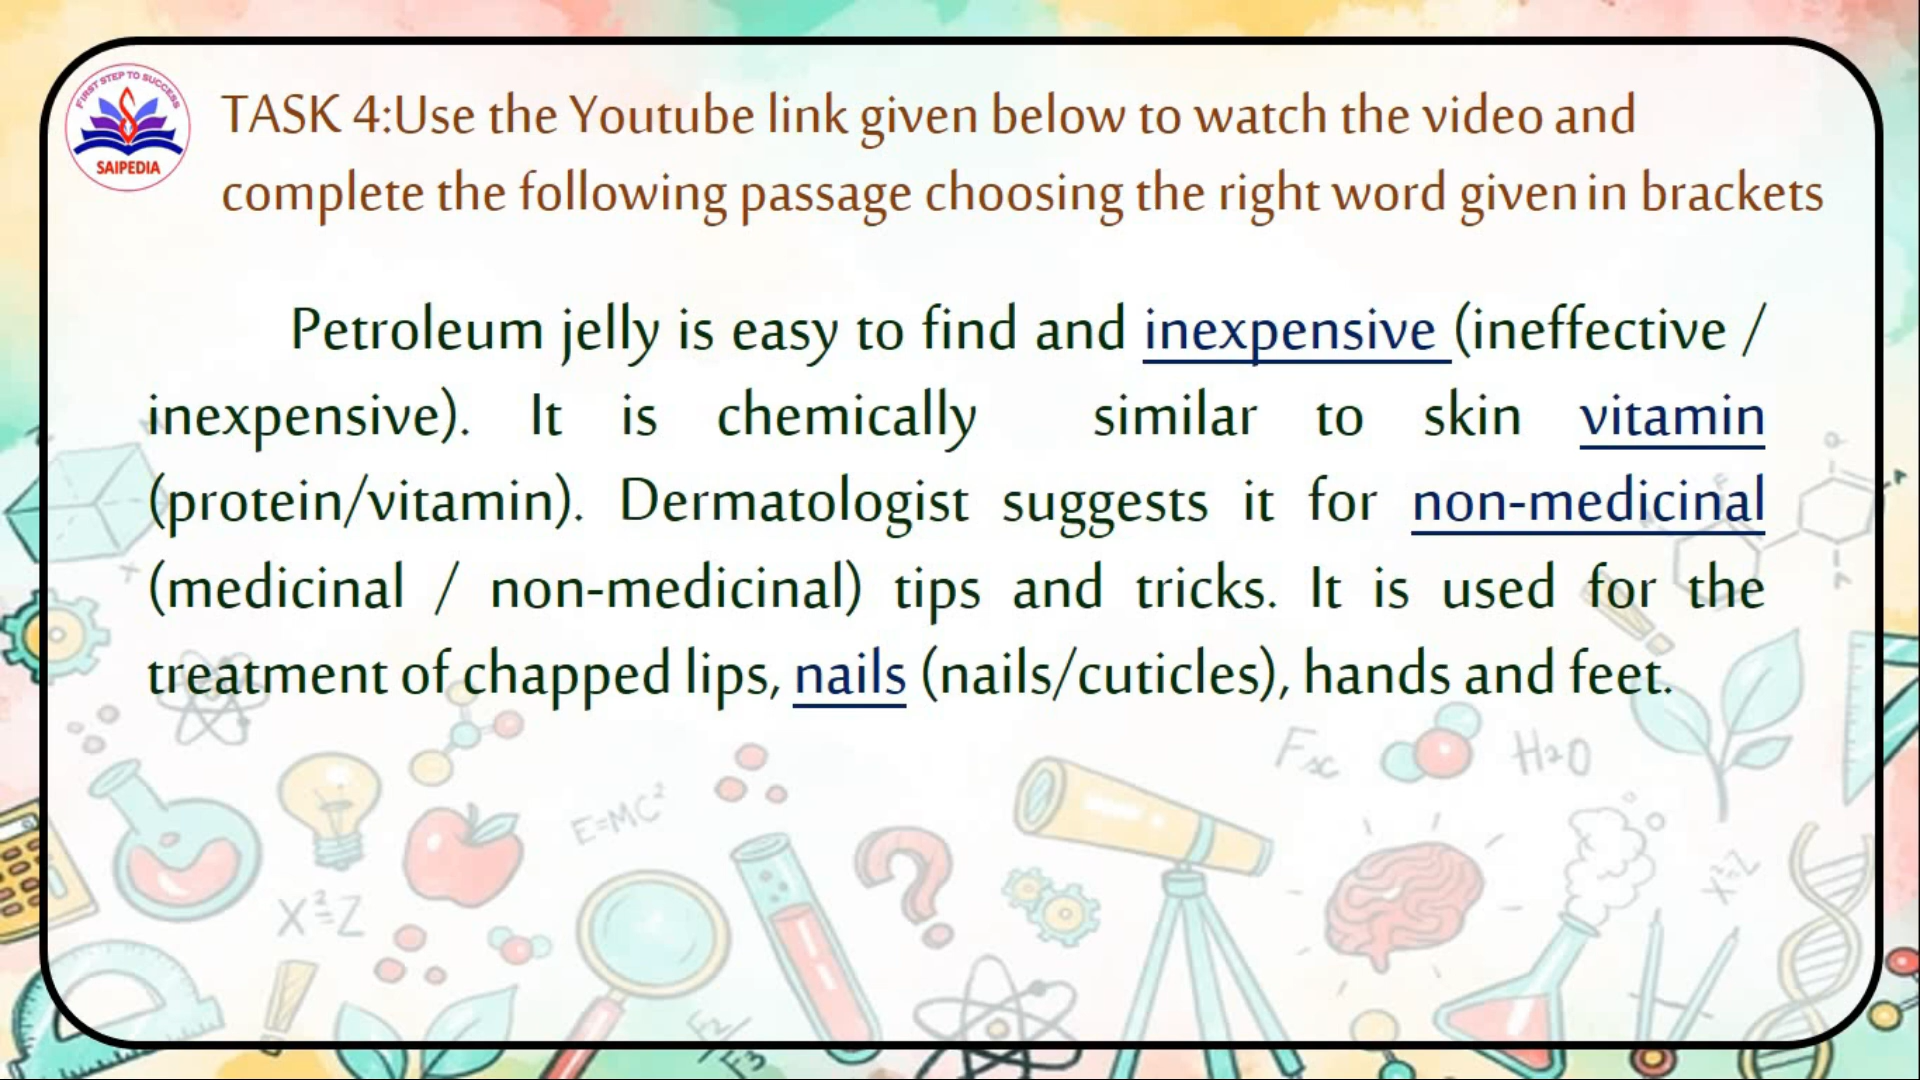 FIRST STEP TO SUCCESS
SAIPEDIA
TASK 4:Use the Youtube link given below to watch the video and
complete the following passage choosing the right word given in brackets
Petroleum jelly is easy to find and inexpensive (ineffective /
inexpensive). It is chemically similar to skin vitamin
(protein/vitamin). Dermatologist suggests it for non-medicinal
(medicinal / non-medicinal) tips and tricks. It is used for the
treatment of chapped lips, nails (nails/cuticles), hands and feet.
H2O
E=MC²
X²=Z